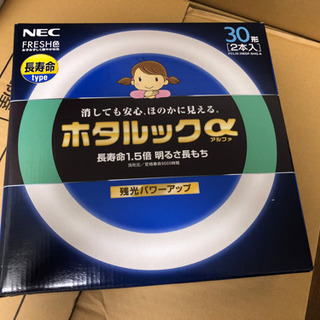 NEC
FRESH色
長寿命
type
30形
[2本入]
消しても安心、ほのかに見える。
ホタルックα
アルファ
長寿命1.5倍 明るさ長もち
残光パワーアップ